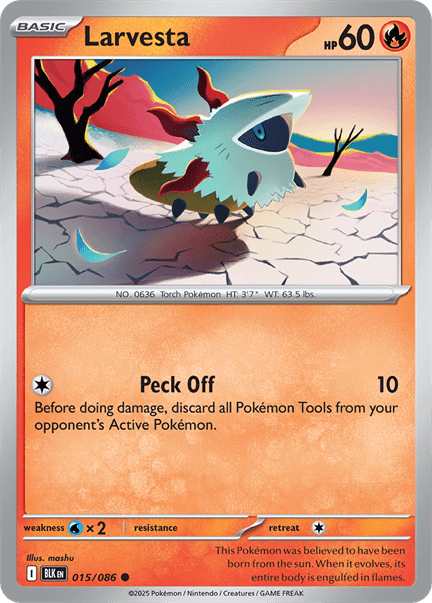 BASIC
Larvesta
HP 60
NO. 0636 Torch Pokémon HT: 3'7" WT: 63.5 lbs.
Peck Off 10
Before doing damage, discard all Pokémon Tools from your
opponent's Active Pokémon.
weakness ×2 resistance retreat
Illus. mashu
I BLK EN 015/086
This Pokémon was believed to have been
born from the sun. When it evolves, its
entire body is engulfed in flames.
©2025 Pokémon / Nintendo / Creatures / GAME FREAK